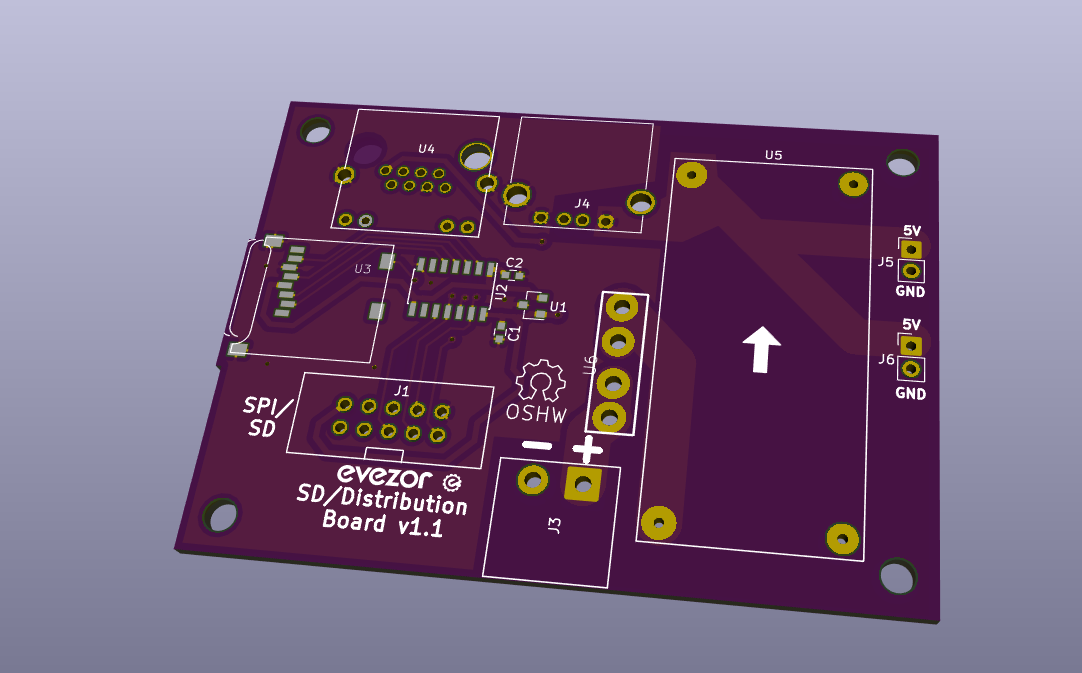 U4
U5
J4
5V
J5
GND
U3
C2
U2
U1
C1
5V
J6
GND
U6
J1
SPI/
SD
OSHW
- +
evezor
SD/Distribution
Board v1.1
J3